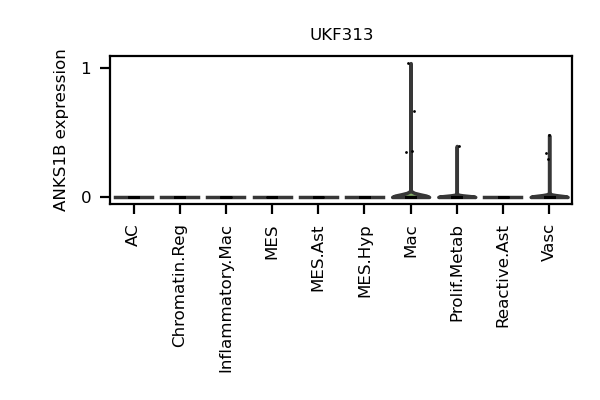 UKF313
ANKS1B expression
1
0
AC
Chromatin.Reg
Inflammatory.Mac
MES
MES.Ast
MES.Hyp
Mac
Prolif.Metab
Reactive.Ast
Vasc